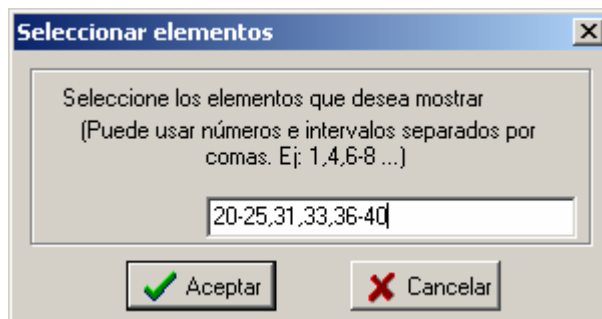 Seleccionar elementos
Seleccione los elementos que desea mostrar
(Puede usar números e intervalos separados por
comas. Ej: 1,4,6-8 ...)
20-25,31,33,36-40
Aceptar
Cancelar